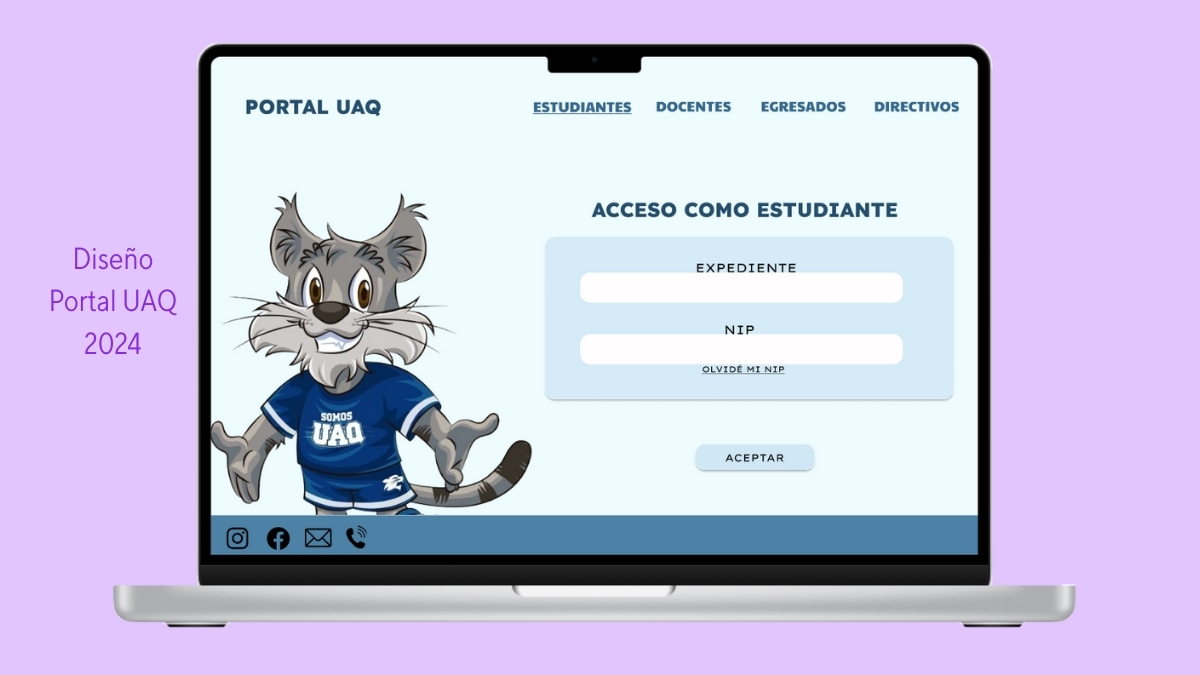 Diseño
Portal UAQ
2024
PORTAL UAQ
ESTUDIANTES
DOCENTES
EGRESADOS
DIRECTIVOS
ACCESO COMO ESTUDIANTE
EXPEDIENTE
NIP
OLVIDÉ MI NIP
ACEPTAR
SOMOS
UAQ